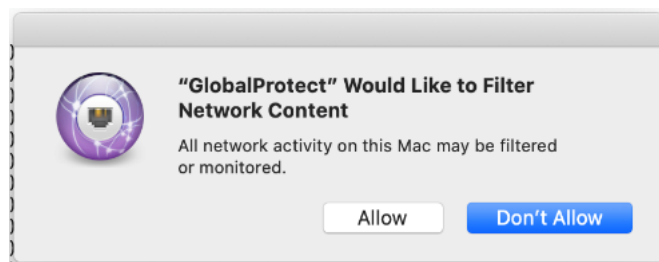 “GlobalProtect” Would Like to Filter
Network Content
All network activity on this Mac may be filtered
or monitored.
Allow
Don’t Allow